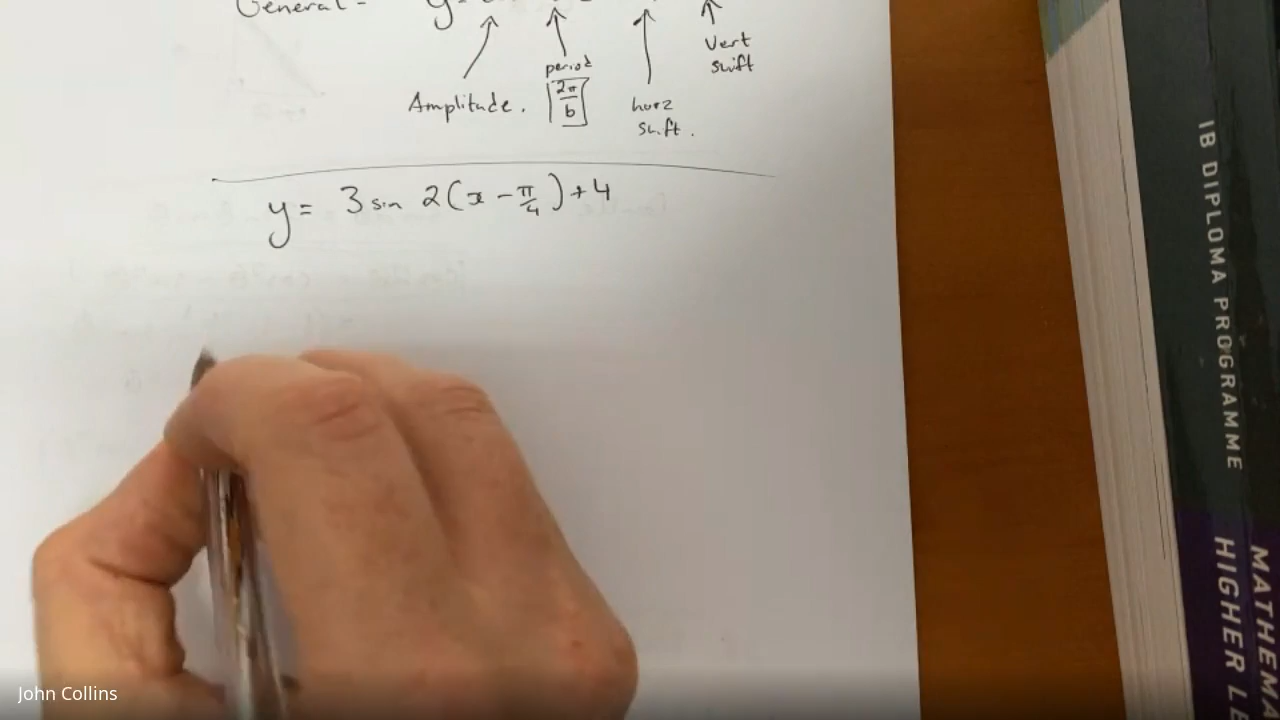 General - y =
Vert
shift
period
2π
b
Amplitude.
horz
shift.
y = 3 sin 2(x - π/4) + 4
IB DIPLOMA PROGRAMME
MATHEMA
HIGHER LE
John Collins